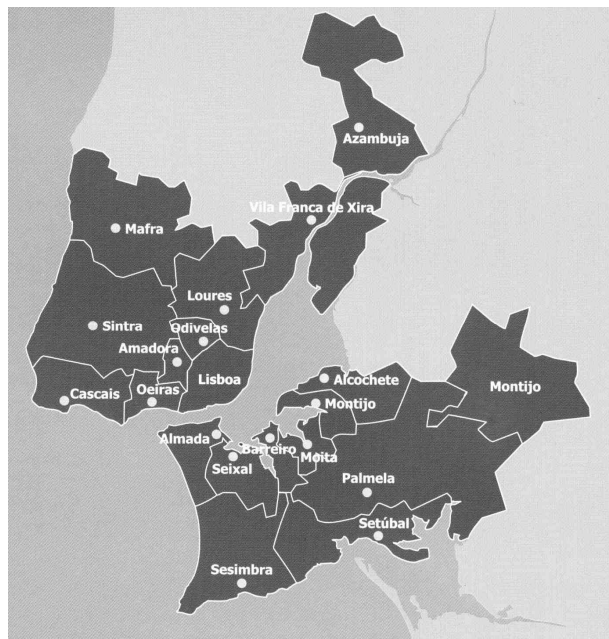 Azambuja
Vila Franca de Xira
Mafra
Loures
Sintra
Odivelas
Amadora
Lisboa
Cascais
Oeiras
Alcochete
Montijo
Montijo
Almada
Barreiro
Moita
Seixal
Palmela
Setúbal
Sesimbra